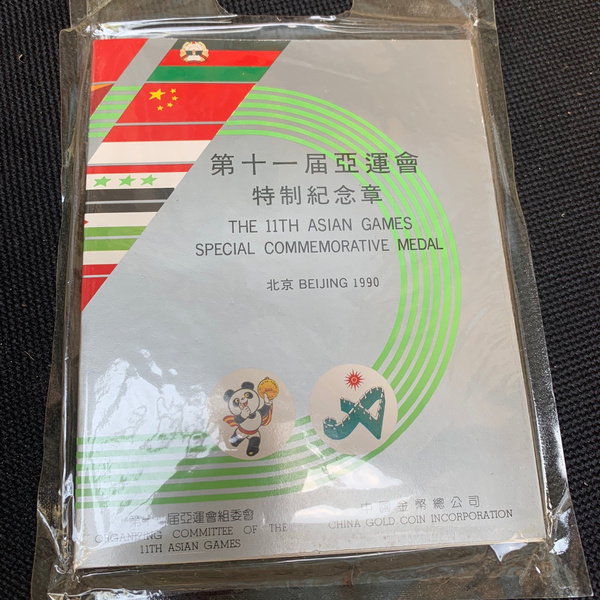 第十一届亞運會
特制紀念章
THE 11TH ASIAN GAMES
SPECIAL COMMEMORATIVE MEDAL
北京 BEIJING 1990
第十一届亞運會組委會
ORGANIZING COMMITTEE OF THE
11TH ASIAN GAMES
中國金幣總公司
CHINA GOLD COIN INCORPORATION